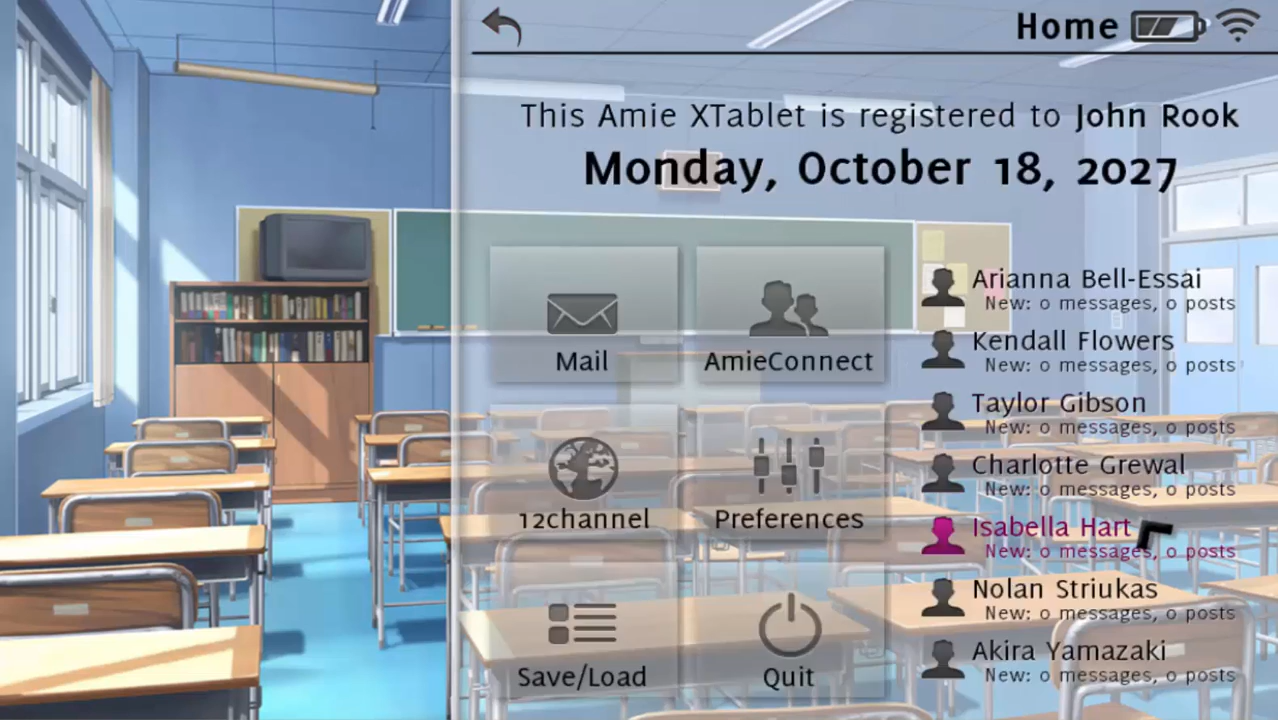 Home
This Amie XTablet is registered to John Rook
Monday, October 18, 2027
Mail
AmieConnect
12channel
Preferences
Save/Load
Quit
Arianna Bell-Essai
New: 0 messages, 0 posts
Kendall Flowers
New: 0 messages, 0 posts
Taylor Gibson
New: 0 messages, 0 posts
Charlotte Grewal
New: 0 messages, 0 posts
Isabella Hart
New: 0 messages, 0 posts
Nolan Striukas
New: 0 messages, 0 posts
Akira Yamazaki
New: 0 messages, 0 posts